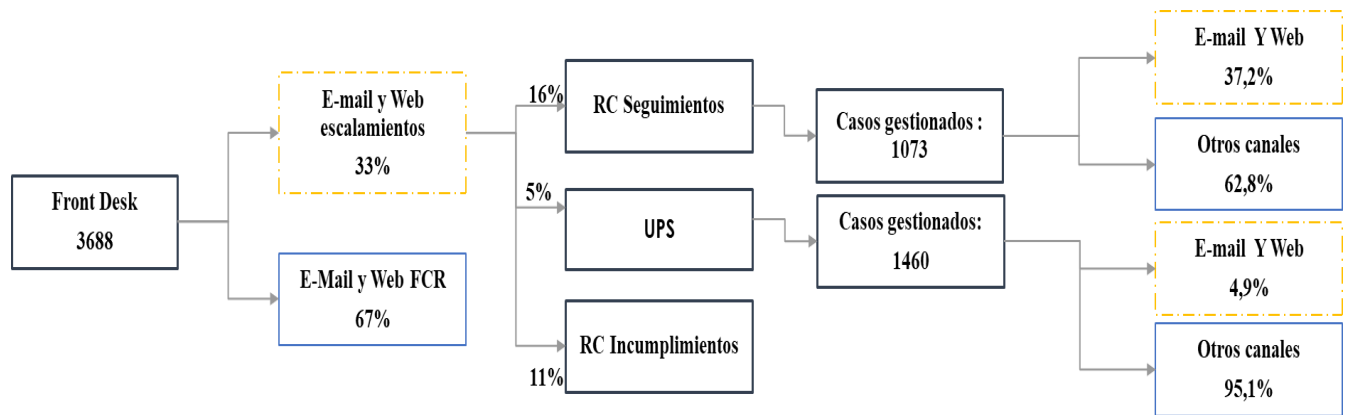 Front Desk
3688
E-mail y Web
escalamientos
33%
E-Mail y Web FCR
67%
16%
RC Seguimientos
5%
UPS
RC Incumplimientos
11%
Casos gestionados :
1073
Casos gestionados:
1460
E-mail Y Web
37,2%
Otros canales
62,8%
E-mail Y Web
4,9%
Otros canales
95,1%